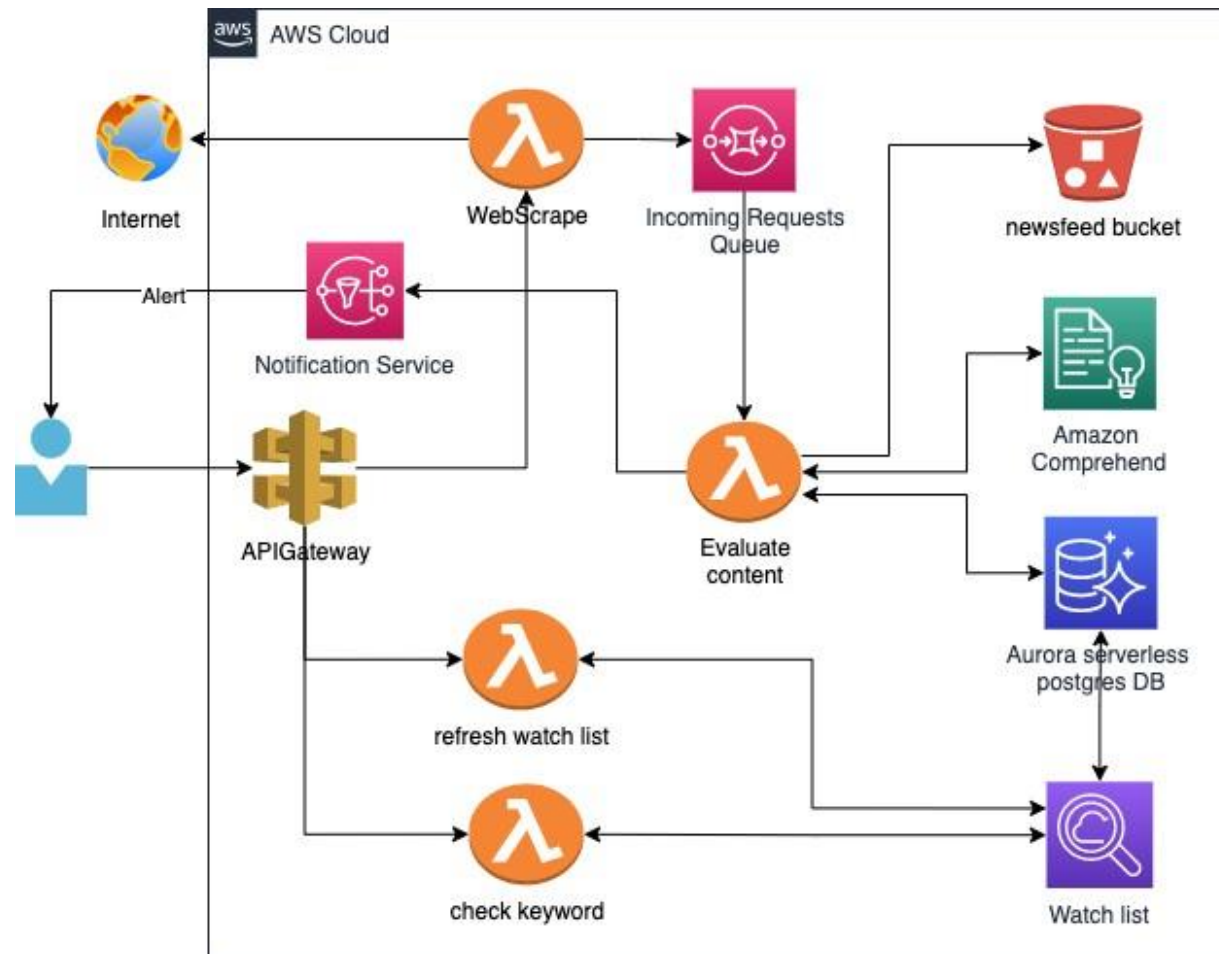 aws
AWS Cloud
Internet
WebScrape
Incoming Requests
Queue
newsfeed bucket
Alert
Notification Service
Amazon
Comprehend
APIGateway
Evaluate
content
Aurora serverless
postgres DB
refresh watch list
check keyword
Watch list